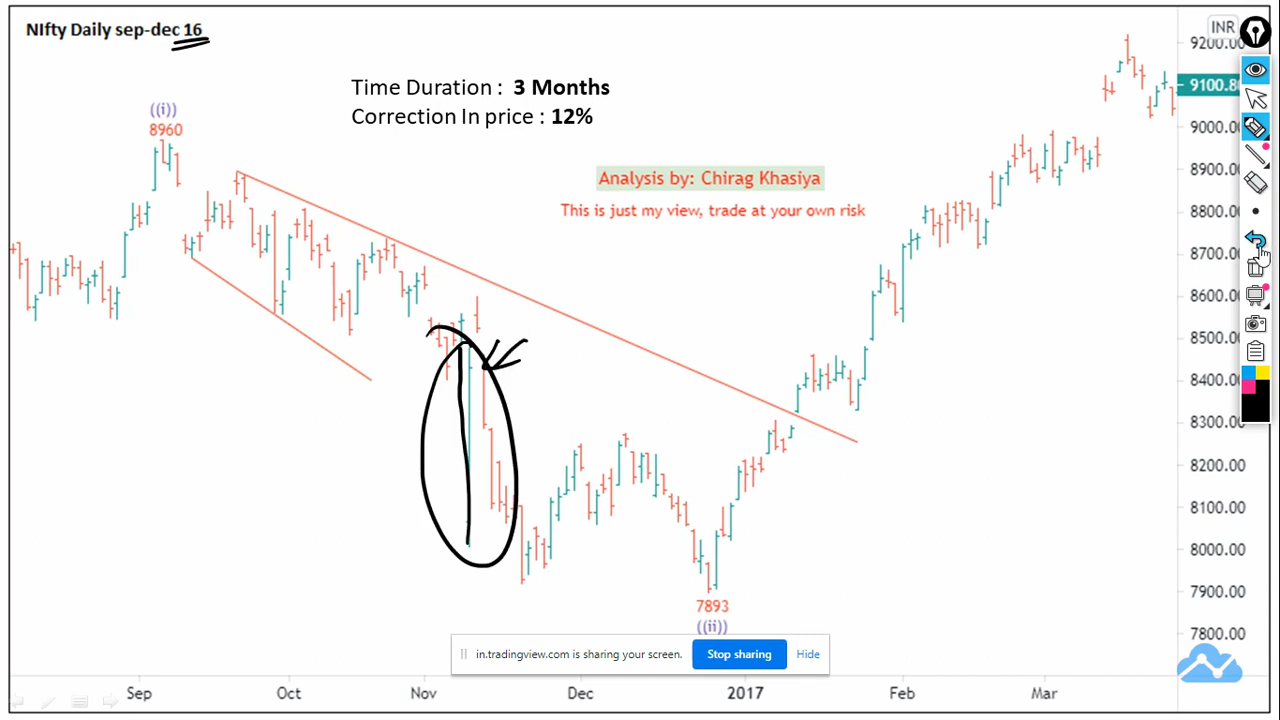 NIfty Daily sep-dec 16
Time Duration : 3 Months
Correction In price : 12%
((i))
8960
Analysis by: Chirag Khasiya
This is just my view, trade at your own risk
INR
9200.00
9100.80
9000.00
8900.00
8800.00
8700.00
8600.00
8500.00
8400.00
8300.00
8200.00
8100.00
8000.00
7900.00
7800.00
7893
((ii))
in.tradingview.com is sharing your screen.
Stop sharing
Hide
Sep
Oct
Nov
Dec
2017
Feb
Mar